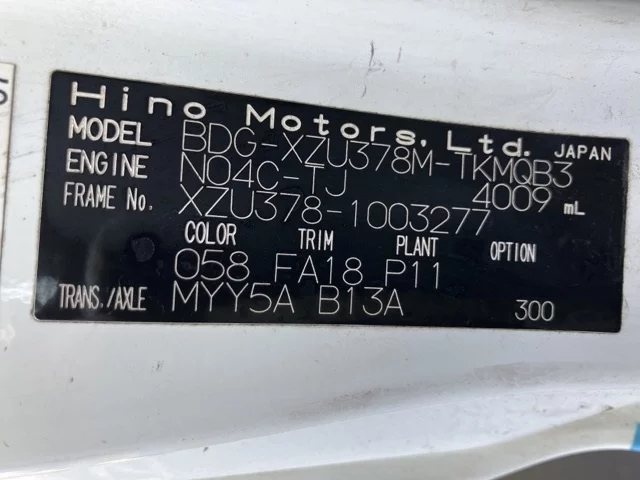 Hino Motors, Ltd. JAPAN
MODEL BDG-XZU378M-TKMQB3
ENGINE N04C-TJ 4009 mL
FRAME No. XZU378-1003277
COLOR TRIM PLANT OPTION
058 FA18 P11
TRANS./AXLE MYY5A B13A 300